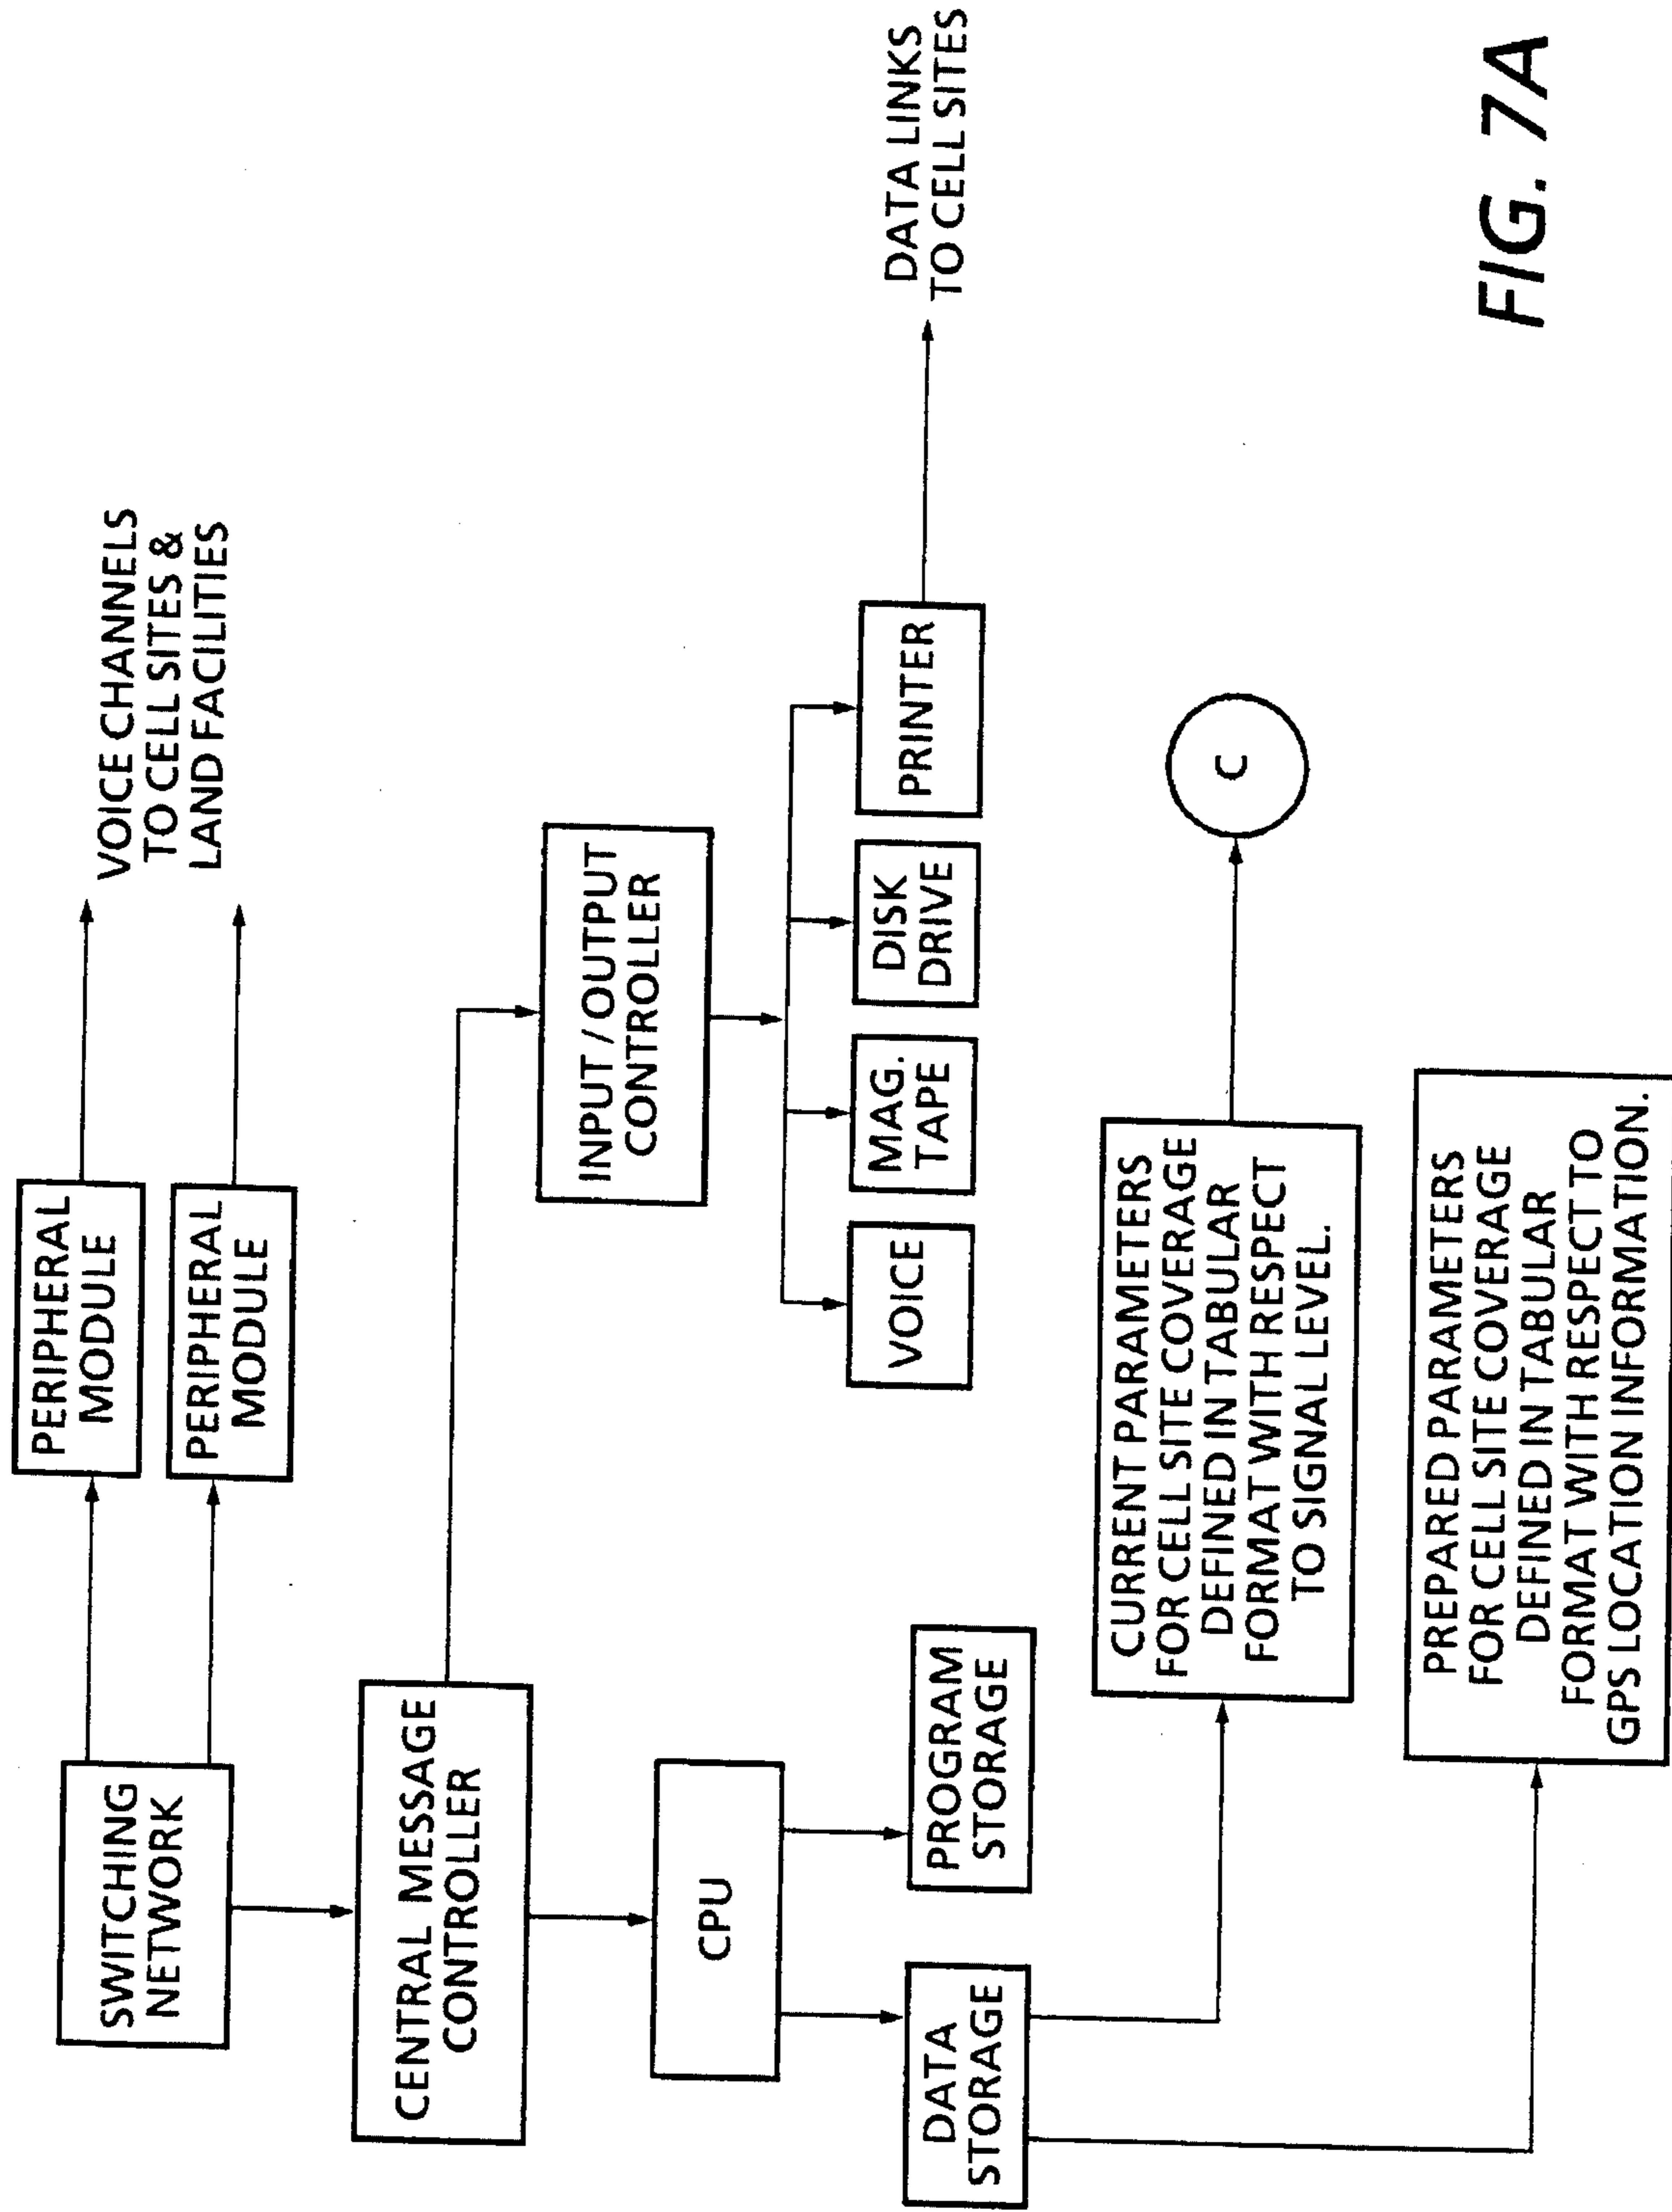 SWITCHING
NETWORK
PERIPHERAL
MODULE
PERIPHERAL
MODULE
VOICE CHANNELS
TO CELL SITES &
LAND FACILITIES
CENTRAL MESSAGE
CONTROLLER
INPUT / OUTPUT
CONTROLLER
CPU
VOICE
MAG.
TAPE
DISK
DRIVE
PRINTER
DATA LINKS
TO CELL SITES
DATA
STORAGE
PROGRAM
STORAGE
CURRENT PARAMETERS
FOR CELL SITE COVERAGE
DEFINED IN TABULAR
FORMAT WITH RESPECT
TO SIGNAL LEVEL.
C
PREPARED PARAMETERS
FOR CELL SITE COVERAGE
DEFINED IN TABULAR
FORMAT WITH RESPECT TO
GPS LOCATION INFORMATION.
FIG. 7A